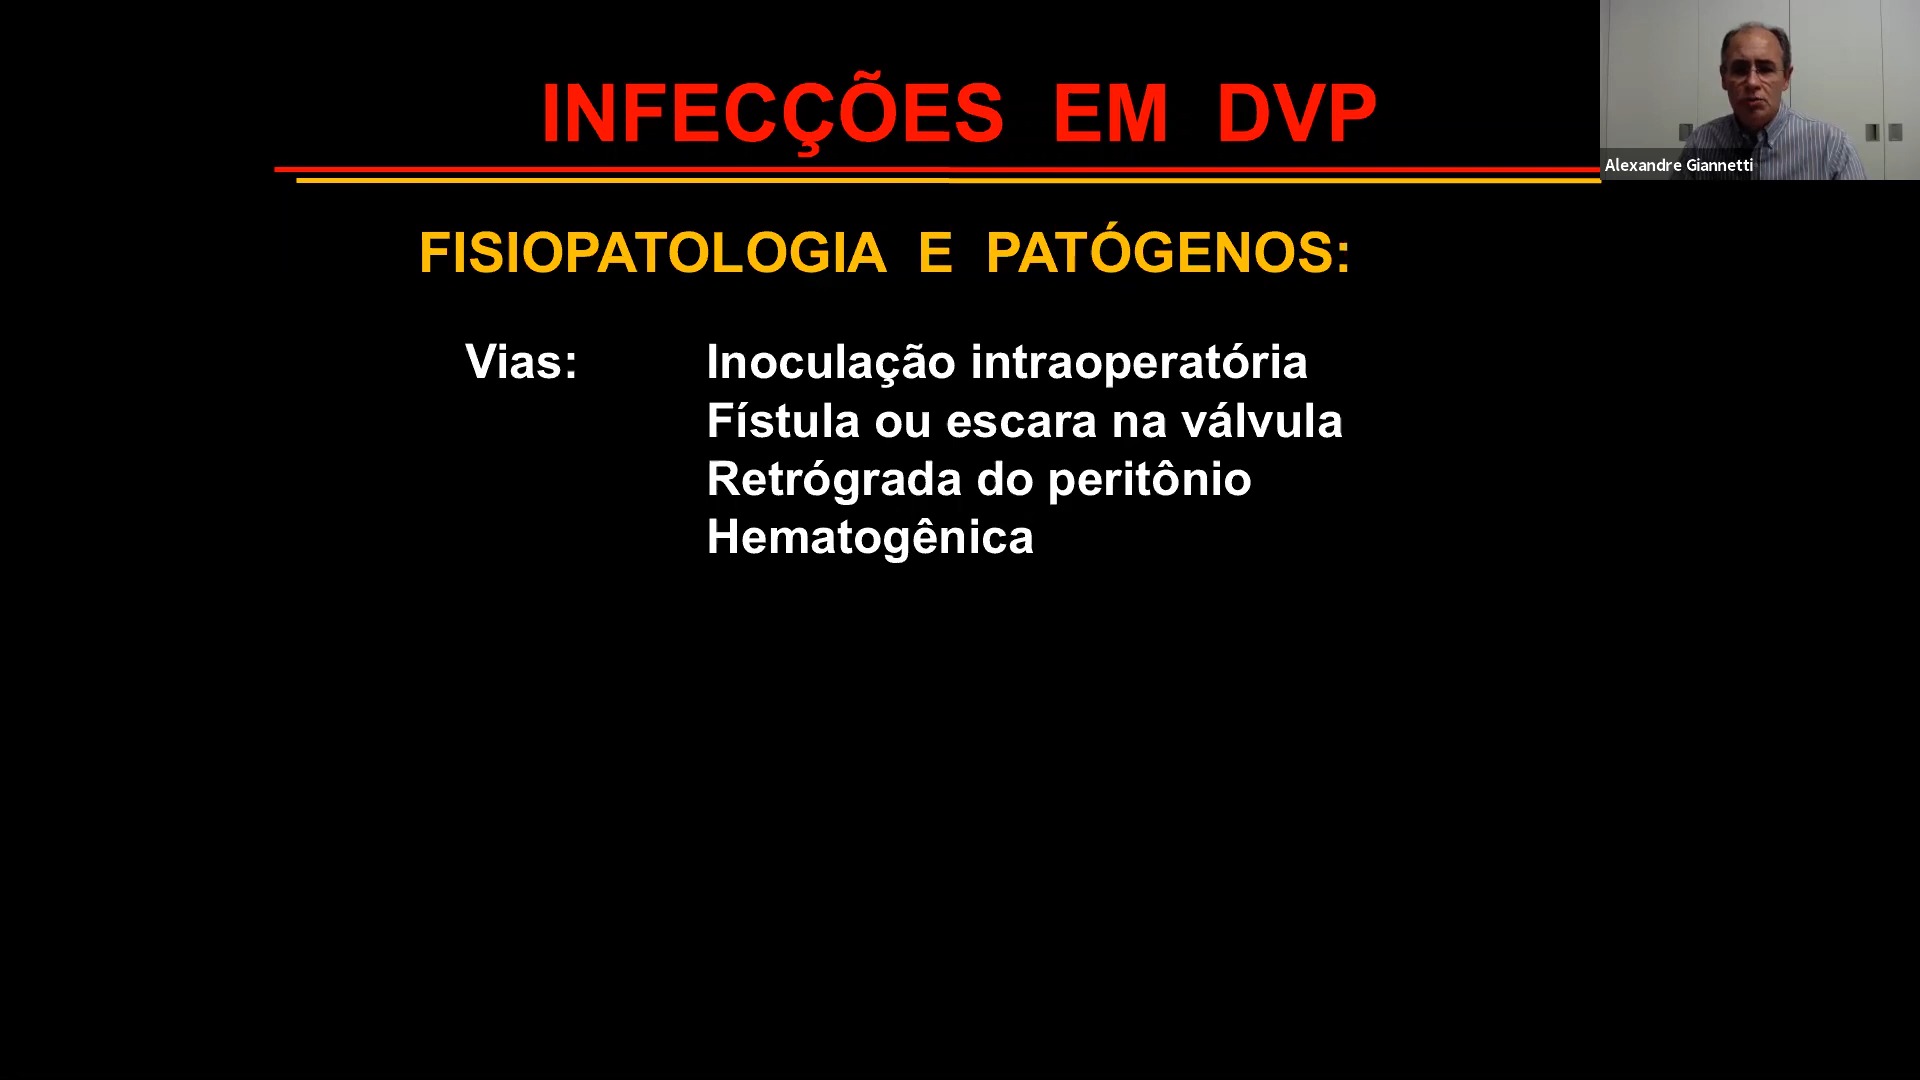 INFECÇÕES EM DVP
Alexandre Giannetti
FISIOPATOLOGIA E PATÓGENOS:
Vias: Inoculação intraoperatória
Fístula ou escara na válvula
Retrógrada do peritônio
Hematogênica